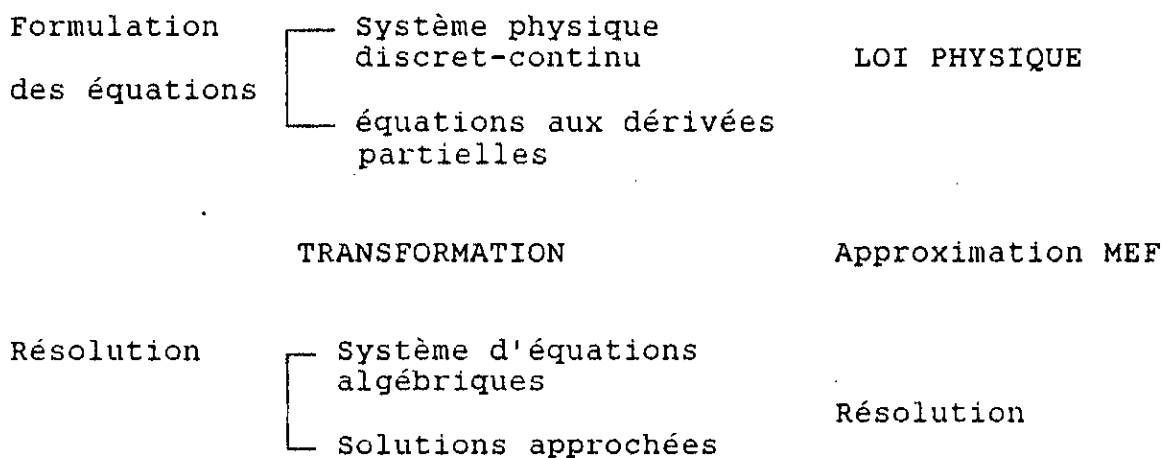 Formulation
des équations
Système physique
discret-continu
équations aux dérivées
partielles
LOI PHYSIQUE
TRANSFORMATION
Approximation MEF
Résolution
Système d'équations
algébriques
Solutions approchées
Résolution